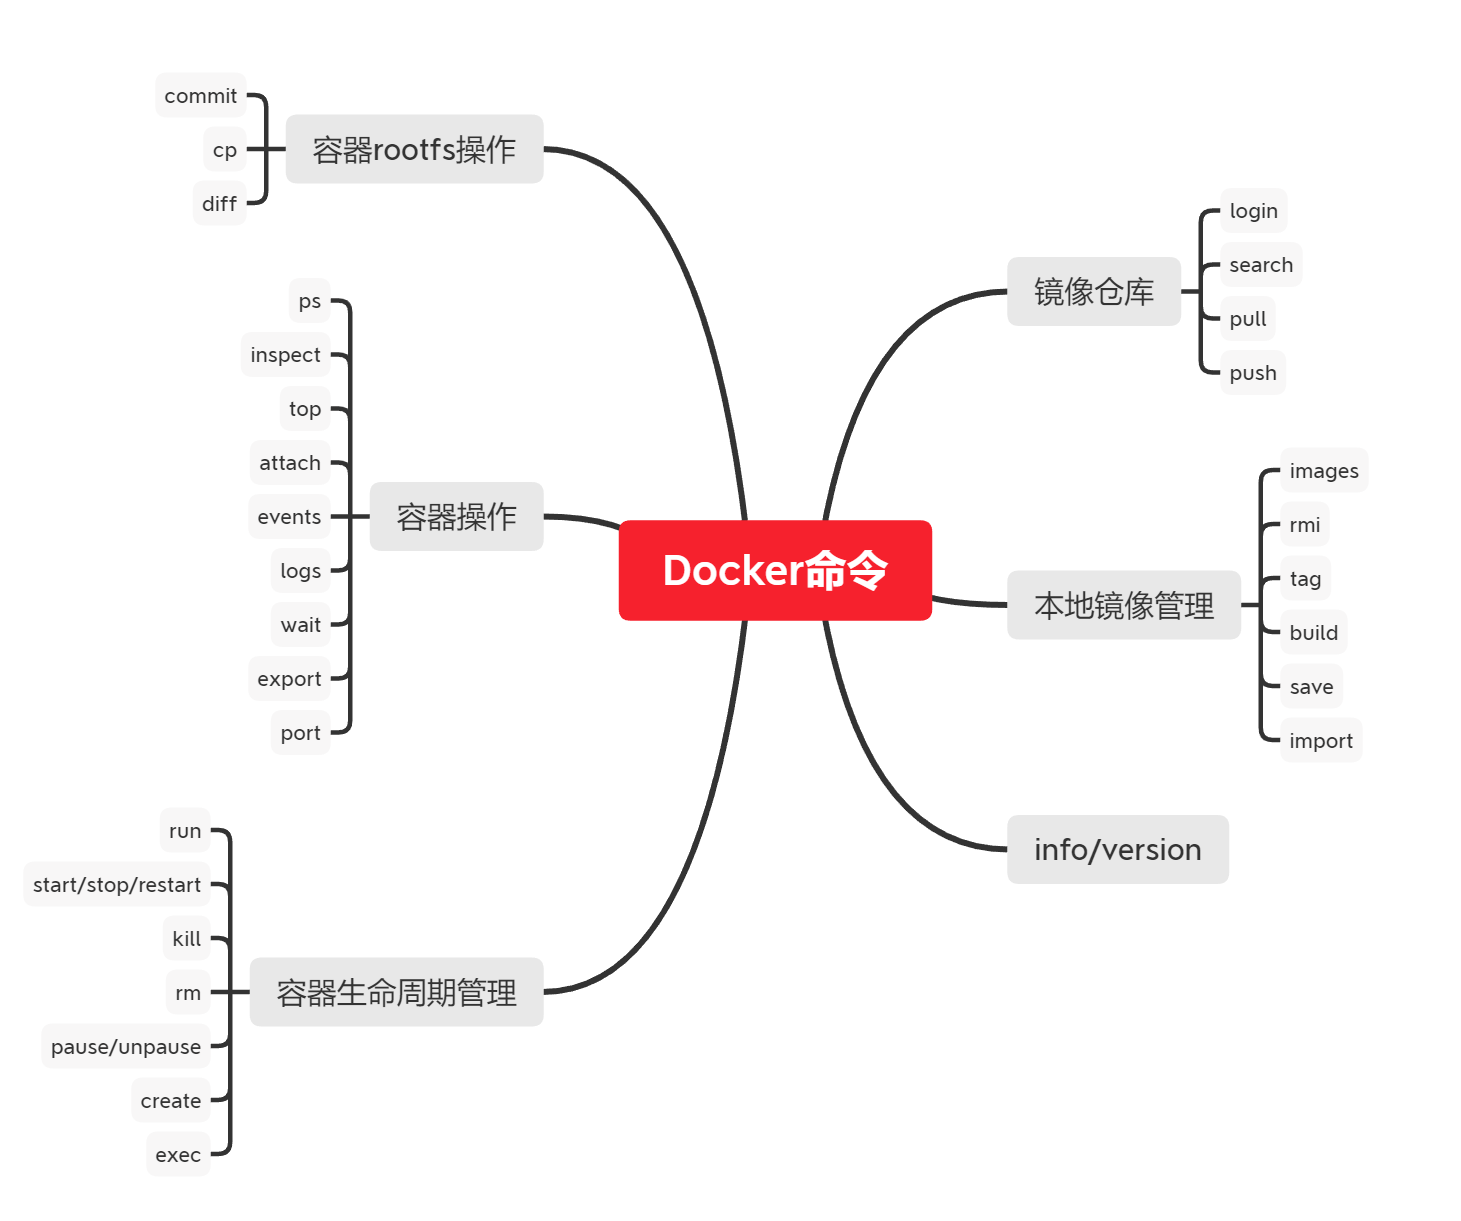 Docker命令
镜像仓库
login
search
pull
push
本地镜像管理
images
rmi
tag
build
save
import
info/version
容器rootfs操作
commit
cp
diff
容器操作
ps
inspect
top
attach
events
logs
wait
export
port
容器生命周期管理
run
start/stop/restart
kill
rm
pause/unpause
create
exec